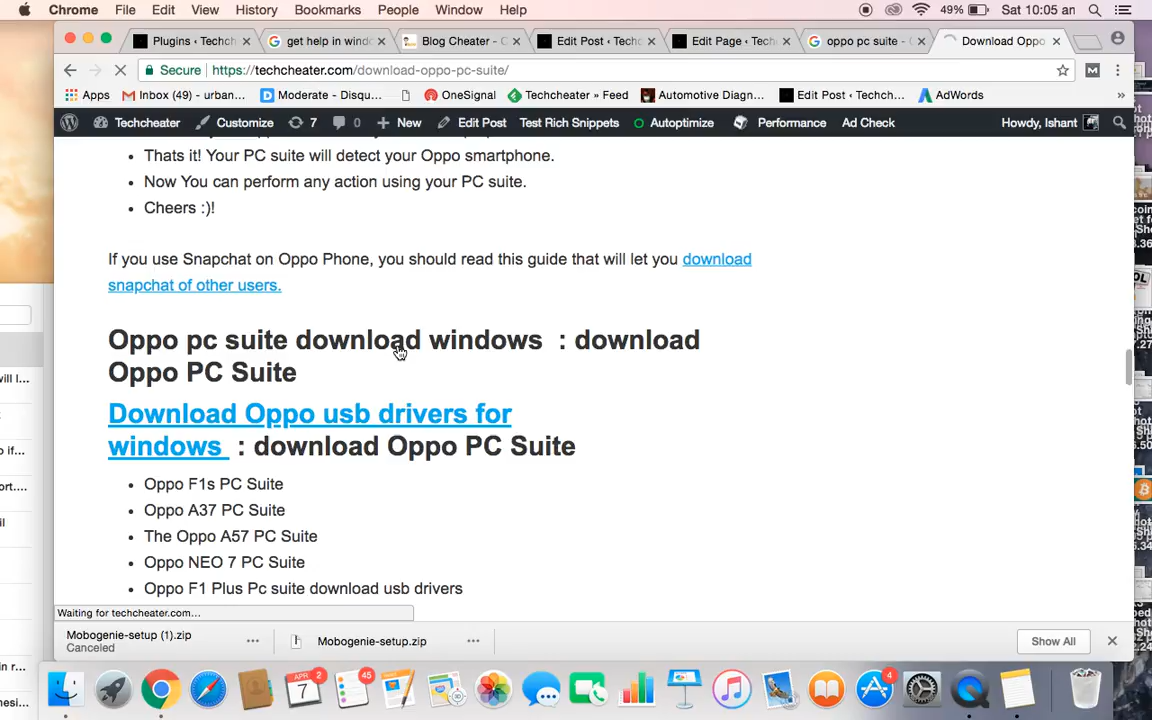 Chrome File Edit View History Bookmarks People Window Help 49% Sat 10:05 an
Plugins ‹ Techch get help in windo Blog Cheater - C Edit Post ‹ Techc Edit Page ‹ Tech oppo pc suite - G Download Oppo
Secure https://techcheater.com/download-oppo-pc-suite/
Apps Inbox (49) - urban... Moderate - Disqu... OneSignal Techcheater » Feed Automotive Diagn... Edit Post ‹ Techch... AdWords »
Techcheater Customize 7 0 New Edit Post Test Rich Snippets Autoptimize Performance Ad Check Howdy, Ishant
Thats it! Your PC suite will detect your Oppo smartphone.
Now You can perform any action using your PC suite.
Cheers :)!
If you use Snapchat on Oppo Phone, you should read this guide that will let you download
snapchat of other users.
Oppo pc suite download windows : download
Oppo PC Suite
Download Oppo usb drivers for
windows : download Oppo PC Suite
Oppo F1s PC Suite
Oppo A37 PC Suite
The Oppo A57 PC Suite
Oppo NEO 7 PC Suite
Oppo F1 Plus Pc suite download usb drivers
Waiting for techcheater.com...
Mobogenie-setup (1).zip
Canceled
Mobogenie-setup.zip
Show All
APR 2
7
45
4